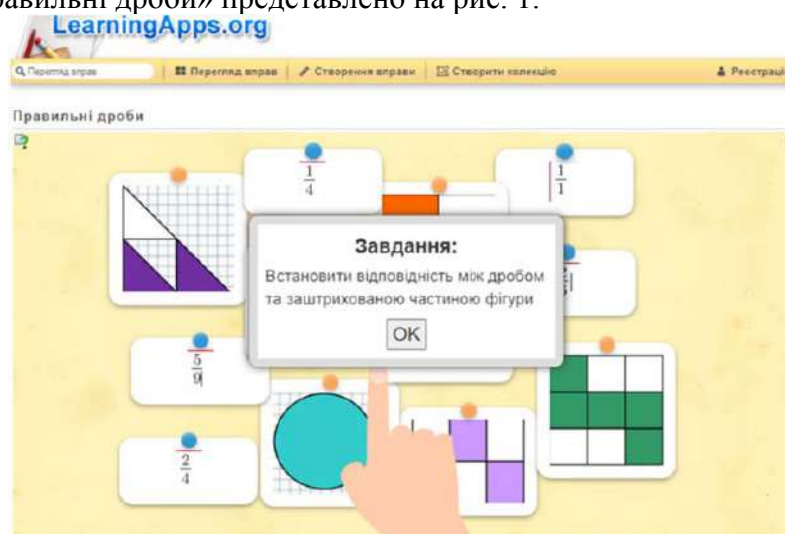 равильні дроби» представлено на рис. 1.
LearningApps.org
Перегляд вправ
Перегляд вправ
Створення вправи
Створити колекцію
Реєстраці
Правильні дроби
1
4
1
1
Завдання:
Встановити відповідність між дробом
та заштрихованою частиною фігури
OK
5
9
2
4